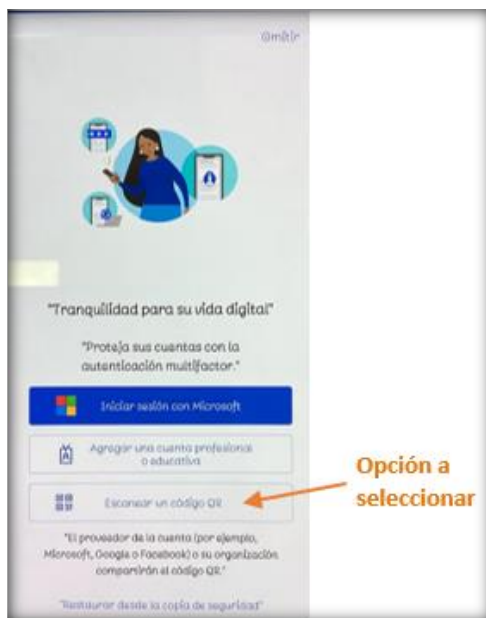 Omitir
"Tranquilidad para su vida digital"
"Proteja sus cuentas con la
autenticación multifactor."
Iniciar sesión con Microsoft
Agregar una cuenta profesional
o educativa
Escanear un código QR
Opción a
seleccionar
"El proveedor de la cuenta (por ejemplo,
Microsoft, Google o Facebook) o su organización
compartirán el código QR."
"Restaurar desde la copia de seguridad"